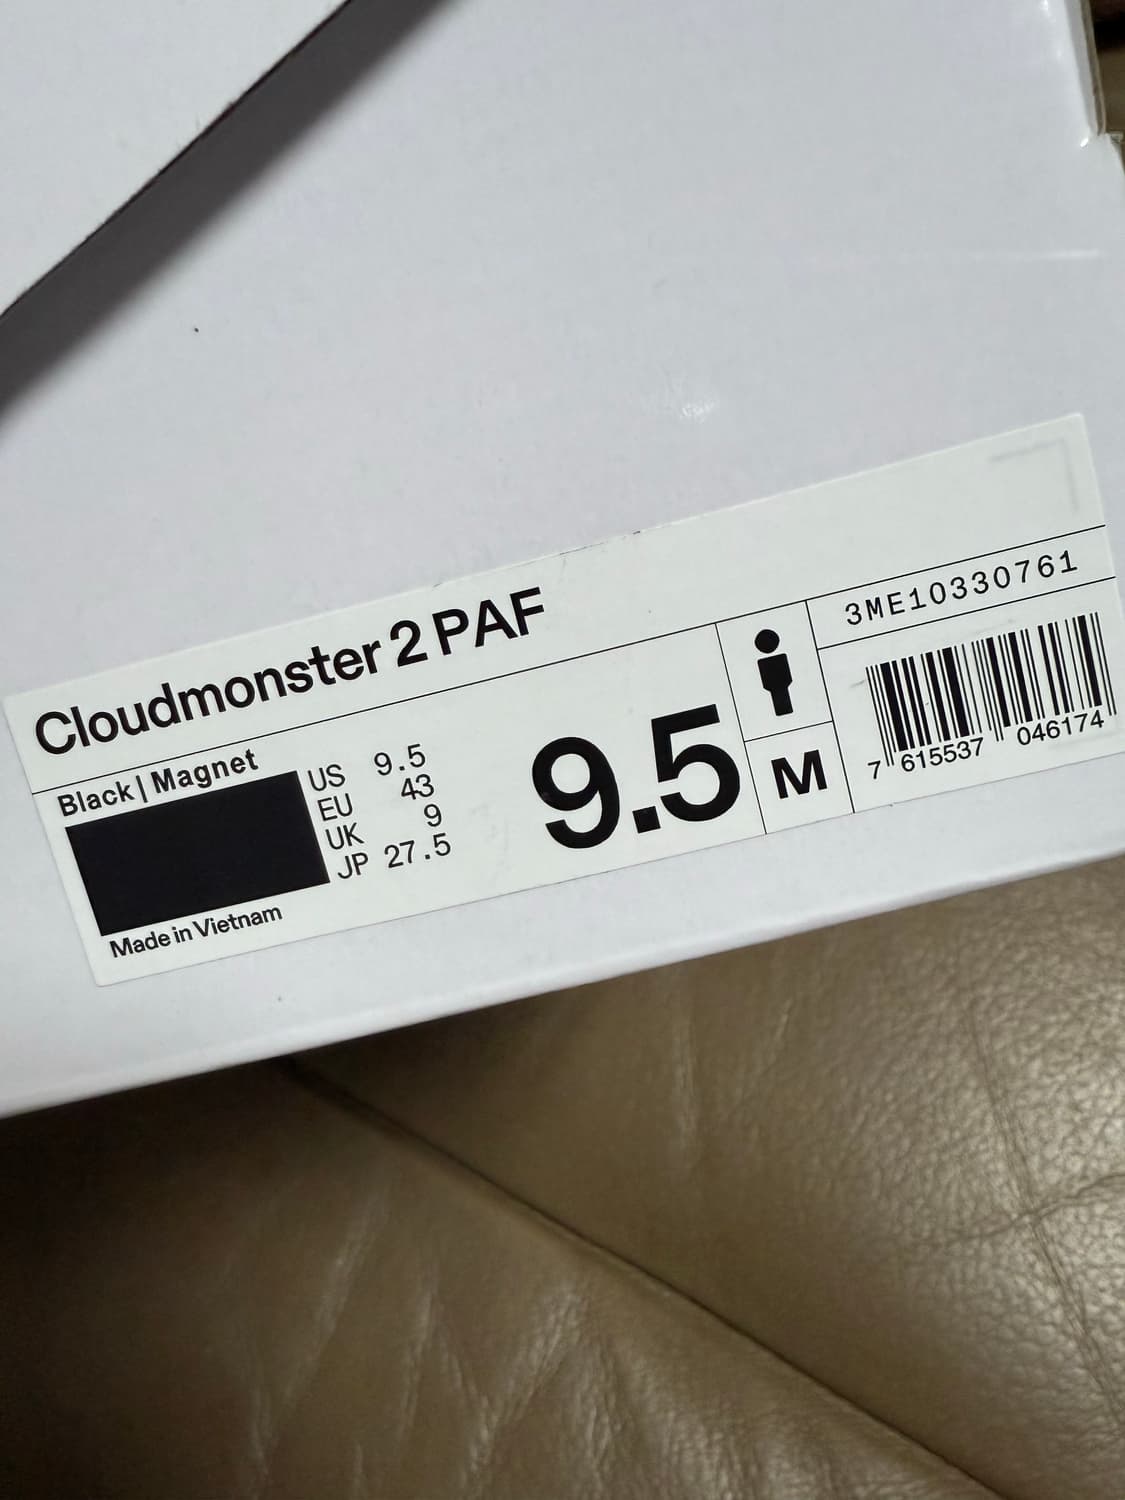 Cloudmonster 2 PAF
Black | Magnet
US 9.5
EU 43
UK 9
JP 27.5
Made in Vietnam
9.5
M
3ME10330761
7 615537 046174